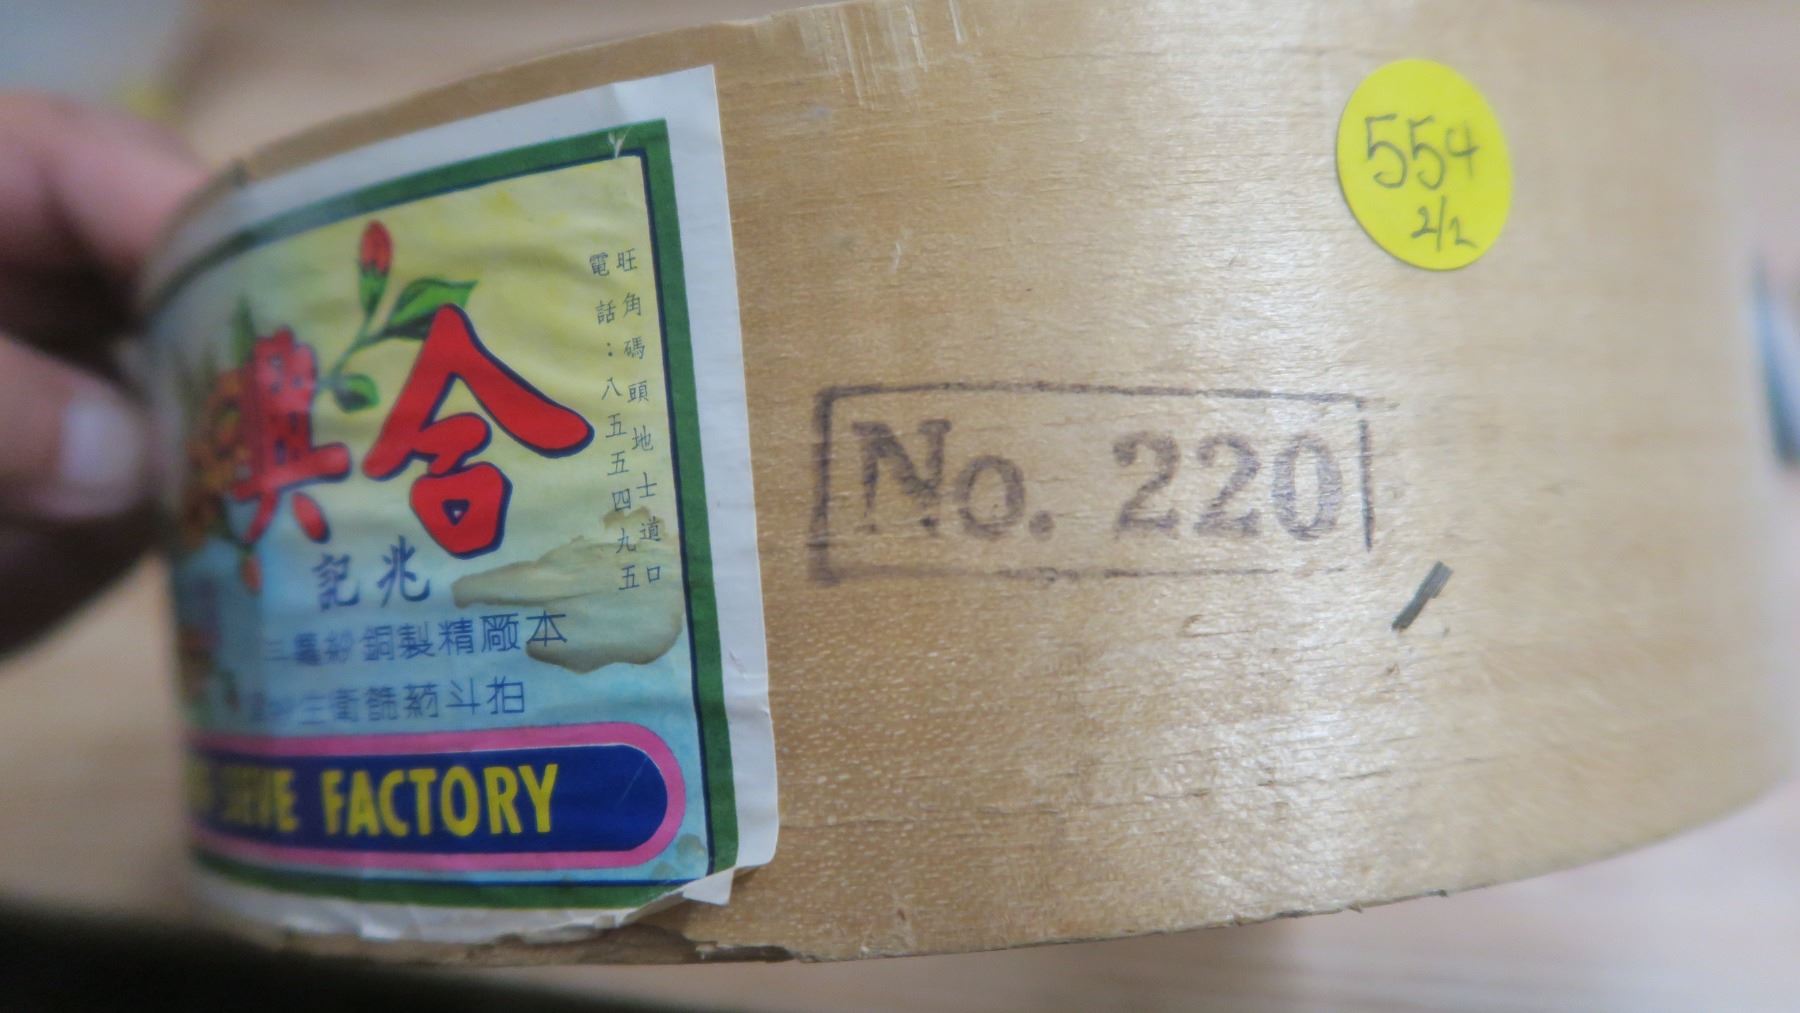 旺角碼頭地士道口
電話：八五五四九五
合興
兆記
本廠精製銅紗
拍斗葯篩衛生
SIEVE FACTORY
No. 220
554
2/2